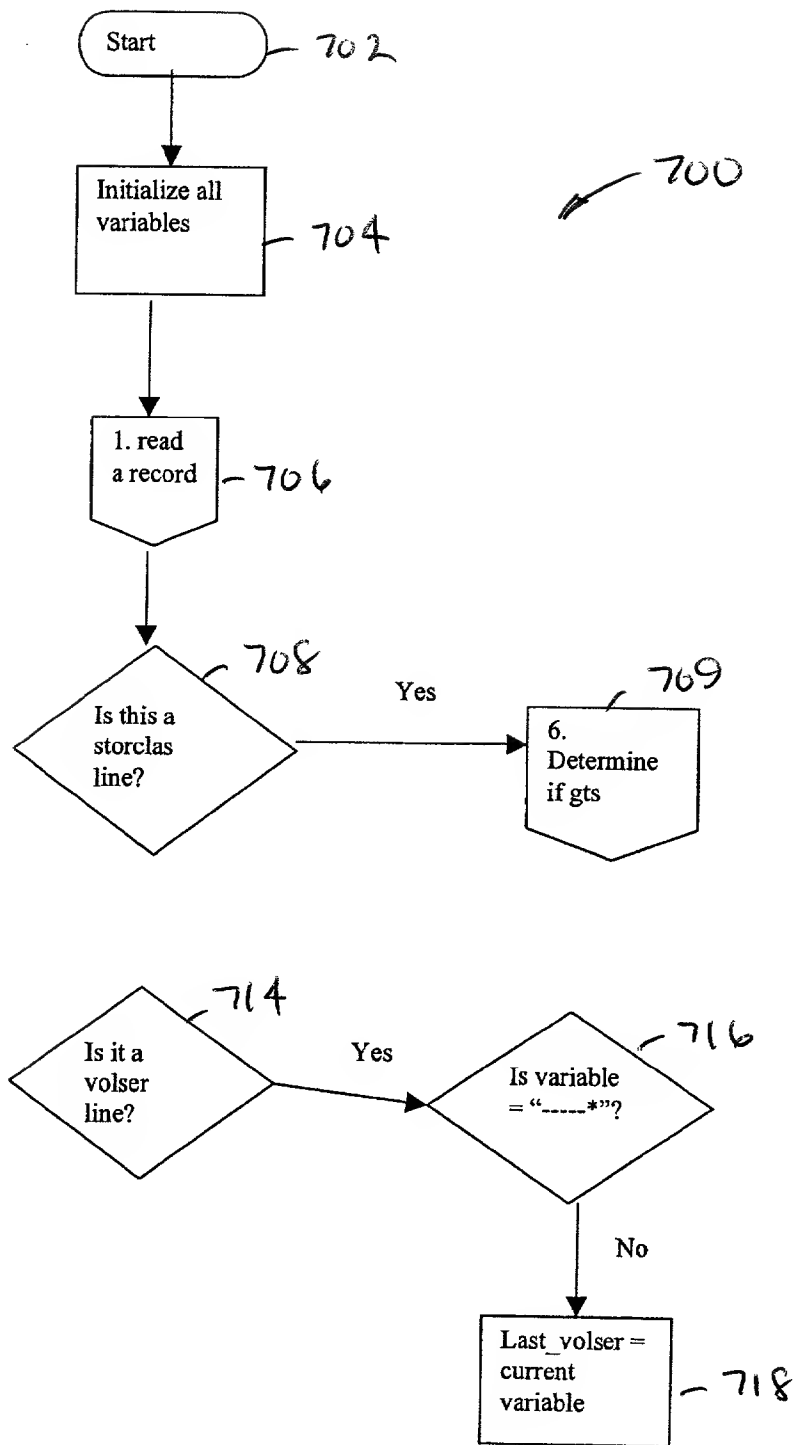 Start
702
700
Initialize all
variables
704
1. read
a record
706
708
Is this a
storclas
line?
Yes
709
6.
Determine
if gts
714
Is it a
volser
line?
Yes
716
Is variable
= "-----*"?
No
Last_volser =
current
variable
718